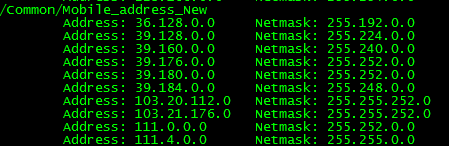 /Common/Mobile_address_New
Address: 36.128.0.0 Netmask: 255.192.0.0
Address: 39.128.0.0 Netmask: 255.224.0.0
Address: 39.160.0.0 Netmask: 255.240.0.0
Address: 39.176.0.0 Netmask: 255.252.0.0
Address: 39.180.0.0 Netmask: 255.252.0.0
Address: 39.184.0.0 Netmask: 255.248.0.0
Address: 103.20.112.0 Netmask: 255.255.252.0
Address: 103.21.176.0 Netmask: 255.255.252.0
Address: 111.0.0.0 Netmask: 255.252.0.0
Address: 111.4.0.0 Netmask: 255.255.0.0